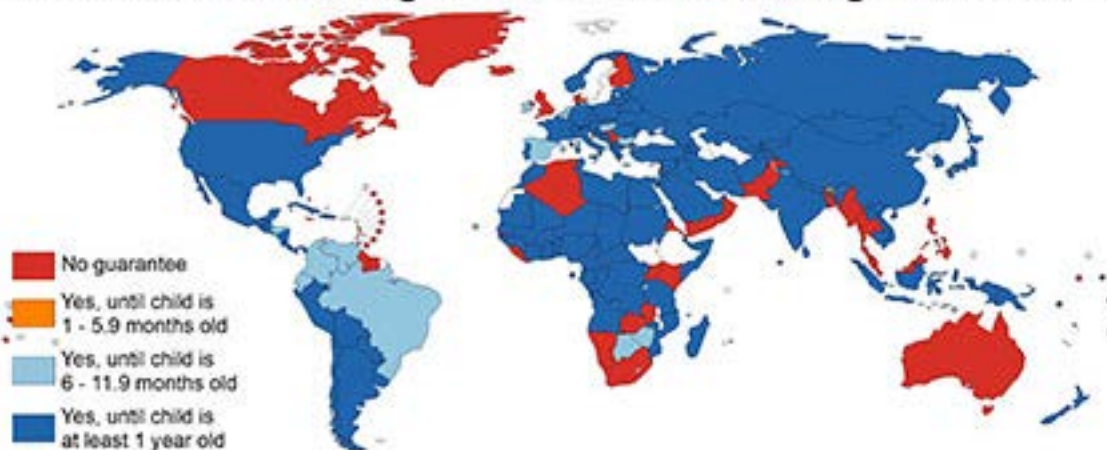 No guarantee
Yes, until child is
1 - 5.9 months old
Yes, until child is
6 - 11.9 months old
Yes, until child is
at least 1 year old